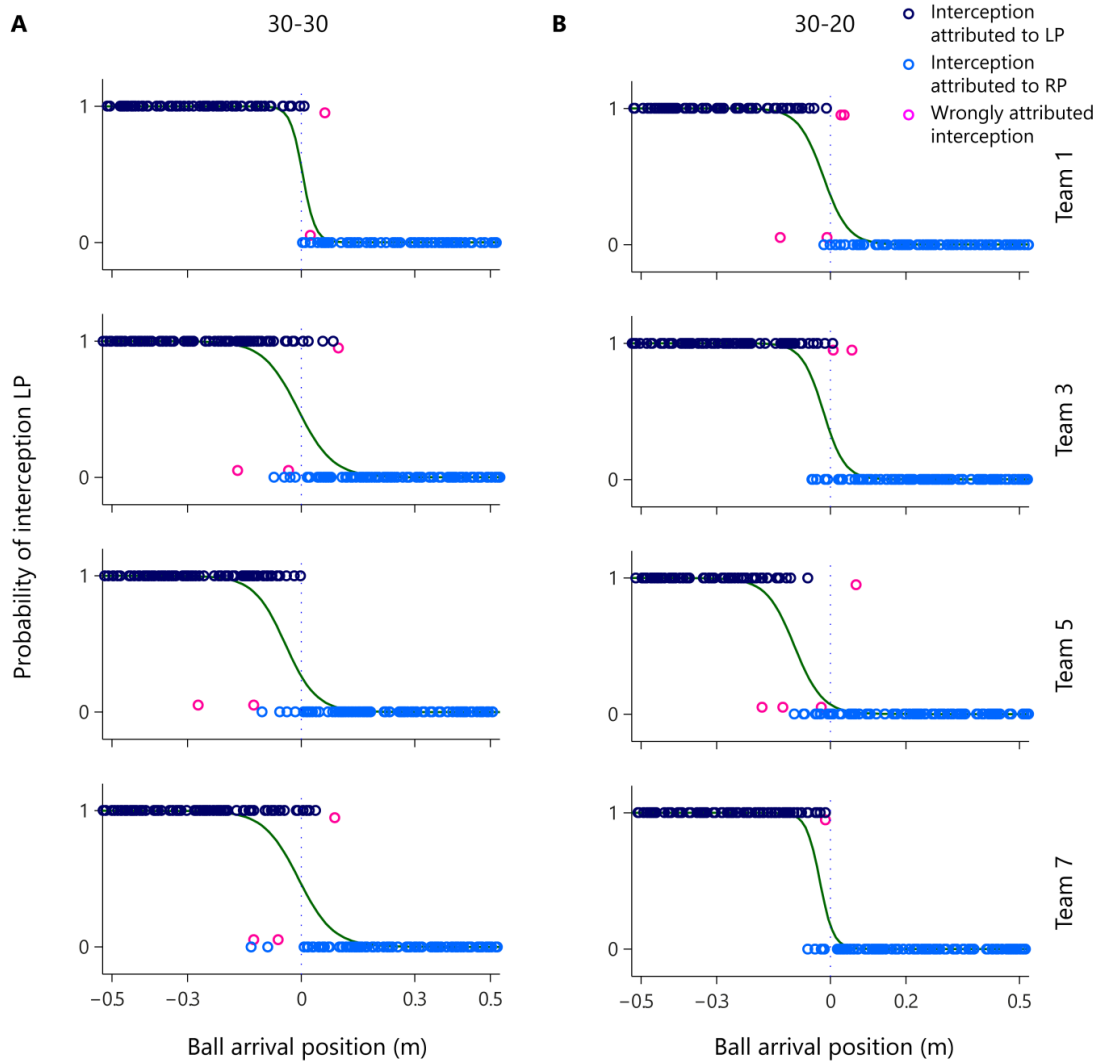 A
30-30
B
30-20
Interception
attributed to LP
Interception
attributed to RP
Wrongly attributed
interception
Probability of interception LP
1
0
1
0
Team 1
1
0
1
0
Team 3
1
0
1
0
Team 5
1
0
1
0
Team 7
−0.5 −0.3 0 0.2 0.5
−0.5 −0.3 0 0.2 0.5
Ball arrival position (m)
Ball arrival position (m)